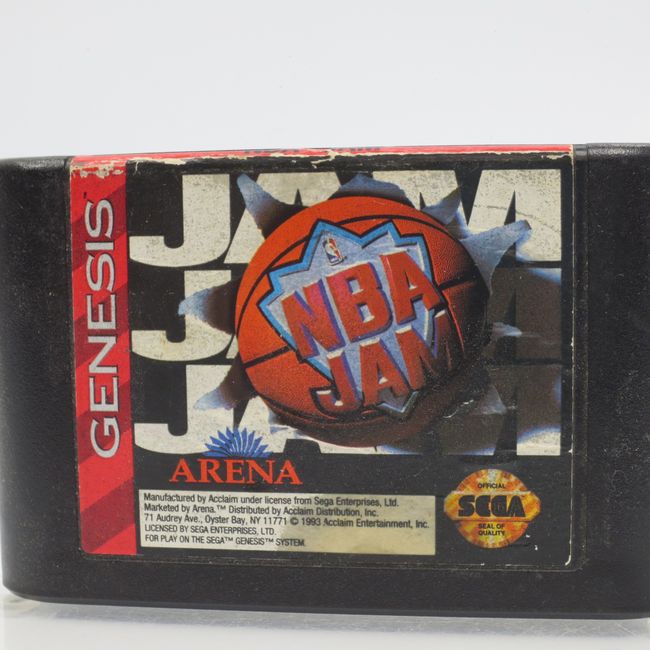 GENESIS
JAM
JAM
JAM
NBA
JAM
ARENA
Manufactured by Acclaim under license from Sega Enterprises, Ltd.
Marketed by Arena.™ Distributed by Acclaim Distribution, Inc.
71 Audrey Ave., Oyster Bay, NY 11771 © 1993 Acclaim Entertainment, Inc.
LICENSED BY SEGA ENTERPRISES, LTD.
FOR PLAY ON THE SEGA™ GENESIS™ SYSTEM.
OFFICIAL
SEGA
SEAL OF
QUALITY